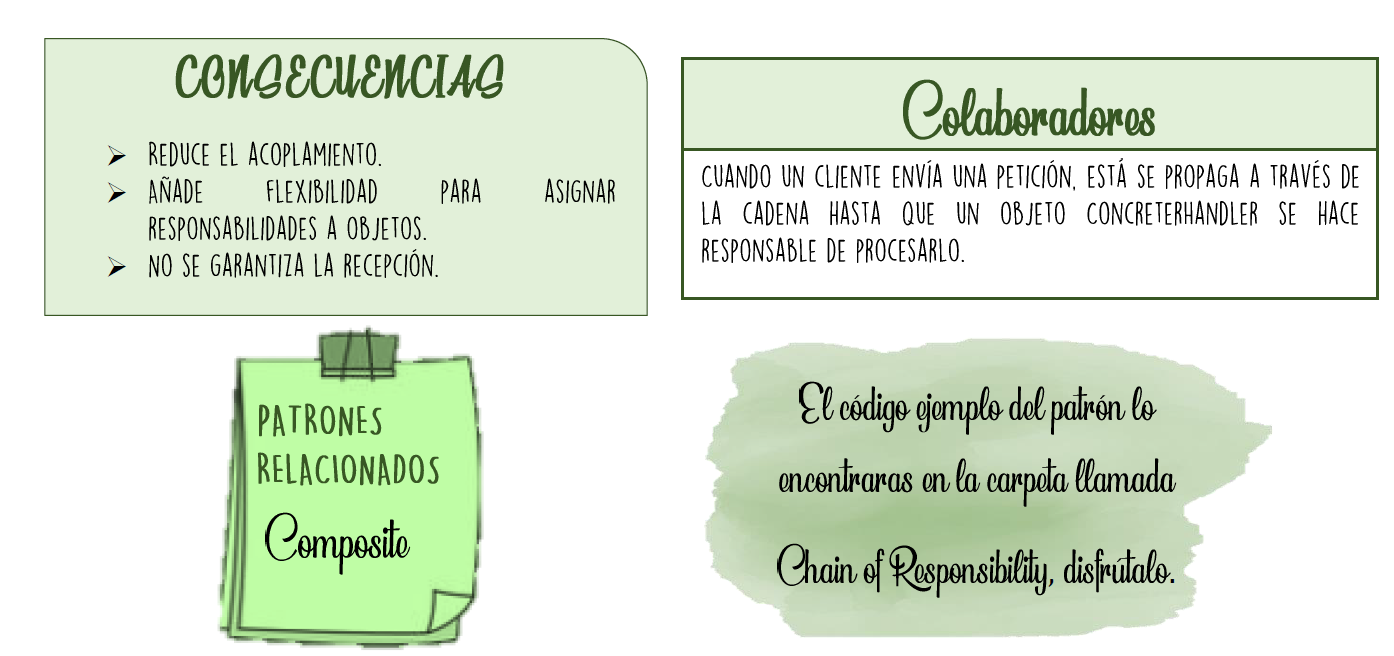 CONSECUENCIAS
REDUCE EL ACOPLAMIENTO.
AÑADE FLEXIBILIDAD PARA ASIGNAR
RESPONSABILIDADES A OBJETOS.
NO SE GARANTIZA LA RECEPCIÓN.
Colaboradores
CUANDO UN CLIENTE ENVÍA UNA PETICIÓN, ESTÁ SE PROPAGA A TRAVÉS DE
LA CADENA HASTA QUE UN OBJETO CONCRETERHANDLER SE HACE
RESPONSABLE DE PROCESARLO.
PATRONES
RELACIONADOS
Composite
El código ejemplo del patrón lo
encontraras en la carpeta llamada
Chain of Responsibility, disfrútalo.